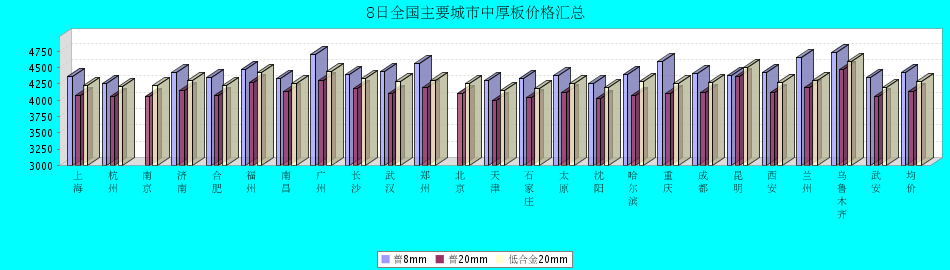 8日全国主要城市中厚板价格汇总
4750
4500
4250
4000
3750
3500
3250
3000
上海
杭州
南京
济南
合肥
福州
南昌
广州
长沙
武汉
郑州
北京
天津
石家庄
太原
沈阳
哈尔滨
重庆
成都
昆明
西安
兰州
乌鲁木齐
武安
均价
普8mm
普20mm
低合金20mm